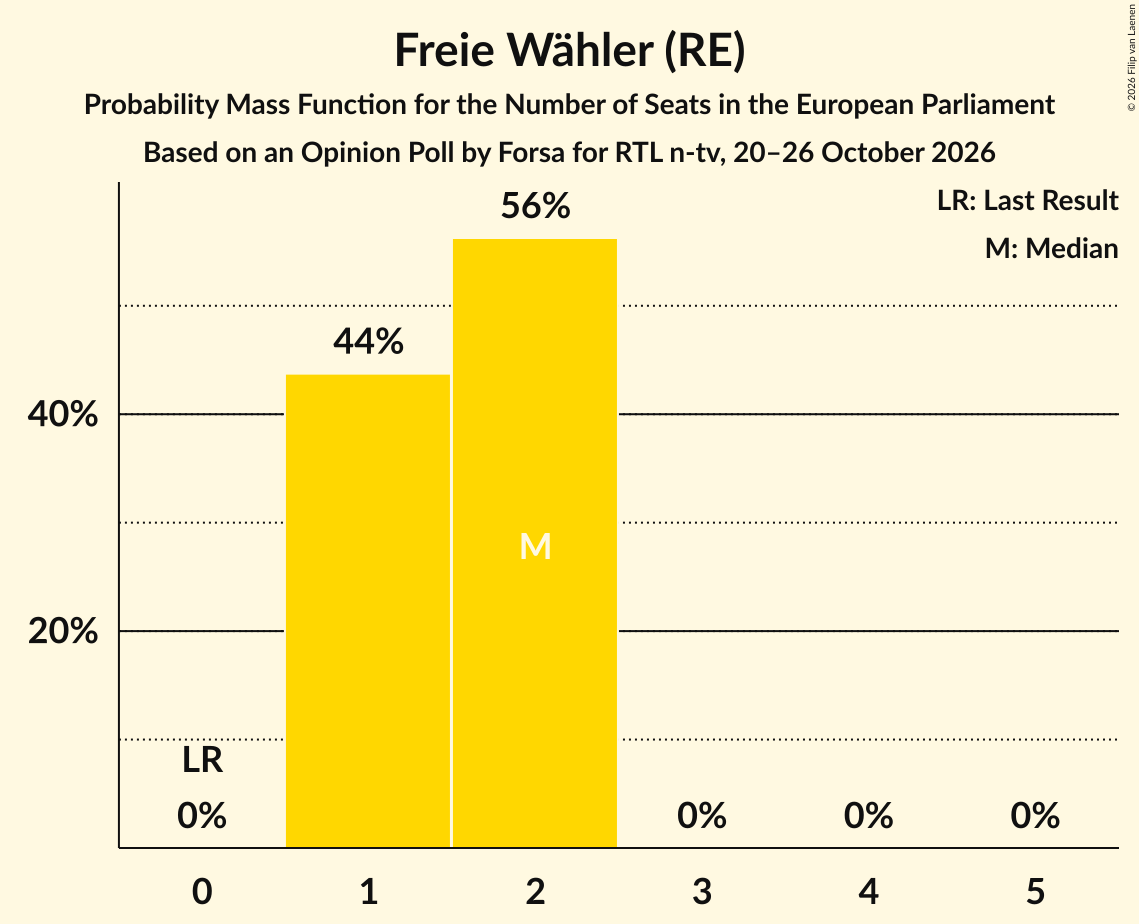 Freie Wähler (RE)
Probability Mass Function for the Number of Seats in the European Parliament
Based on an Opinion Poll by Forsa for RTL n-tv, 20–26 October 2026
© 2026 Filip van Laenen
LR: Last Result
M: Median
56%
44%
40%
M
20%
LR
0%
0%
0%
0%
0 1 2 3 4 5